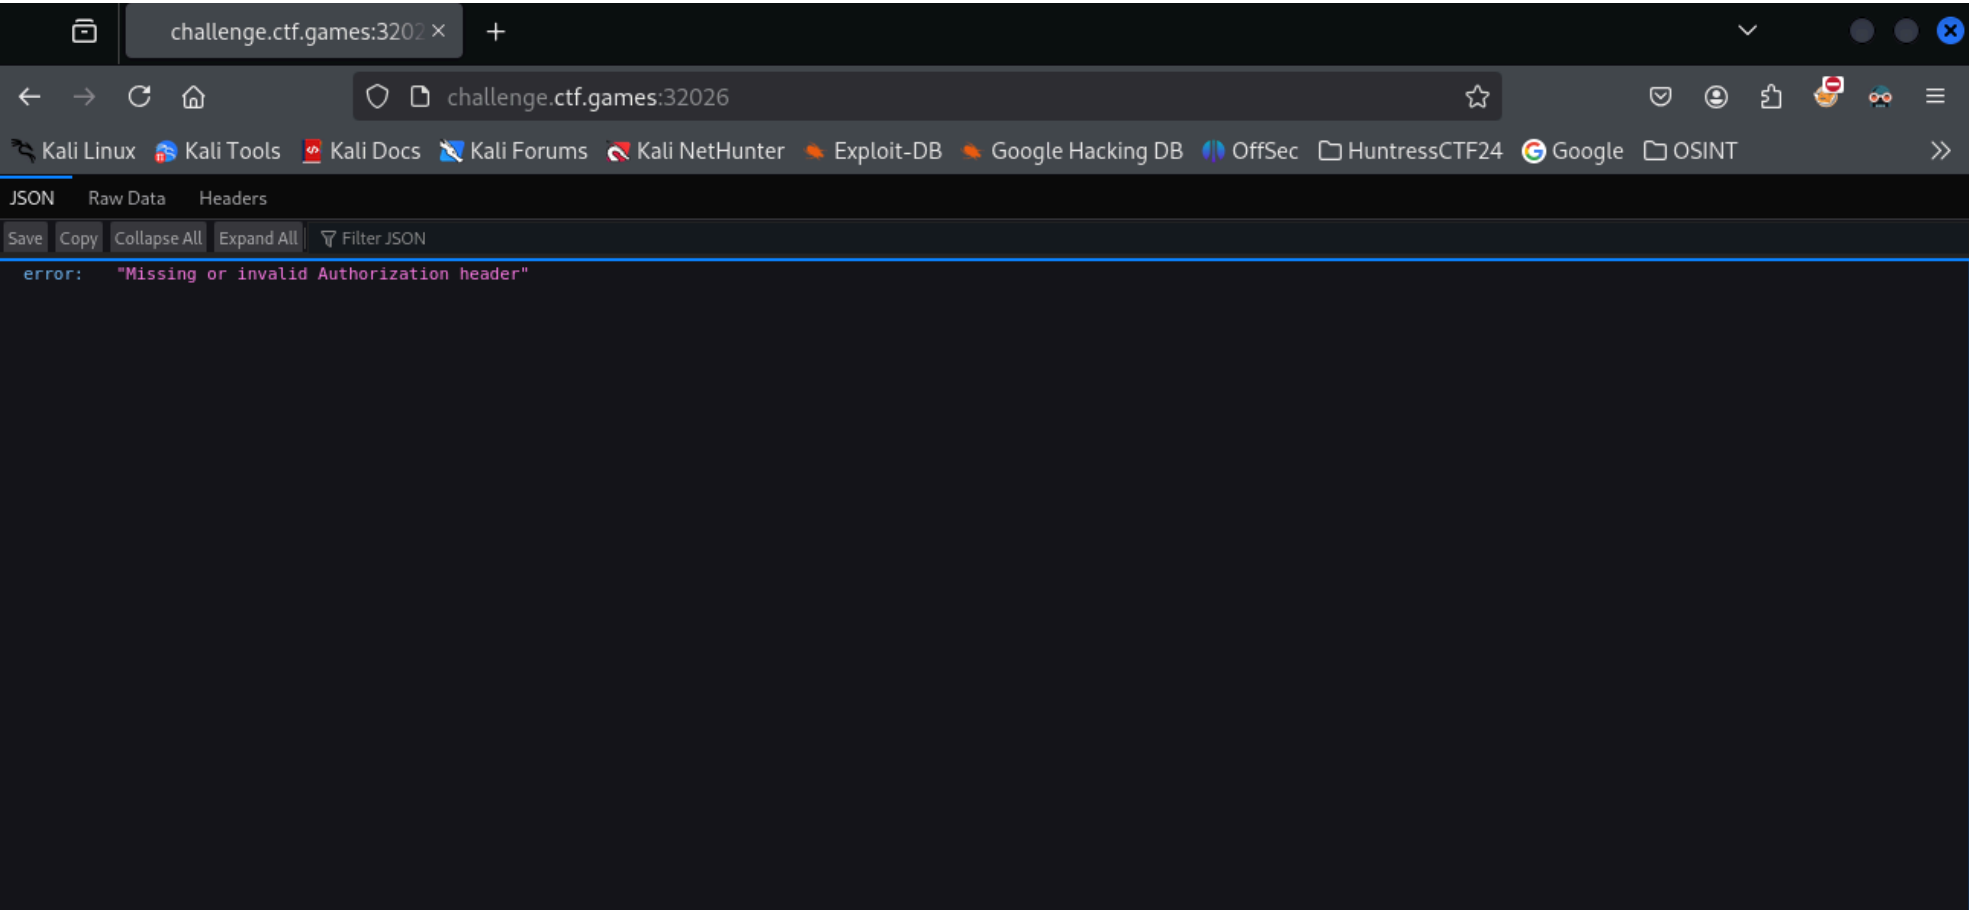 challenge.ctf.games:3202
challenge.ctf.games:32026
Kali Linux Kali Tools Kali Docs Kali Forums Kali NetHunter Exploit-DB Google Hacking DB OffSec HuntressCTF24 Google OSINT
JSON Raw Data Headers
Save Copy Collapse All Expand All Filter JSON
error: "Missing or invalid Authorization header"